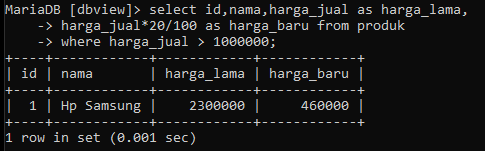 MariaDB [dbview]> select id,nama,harga_jual as harga_lama,
    -> harga_jual*20/100 as harga_baru from produk
    -> where harga_jual > 1000000;
+----+------------+------------+------------+
| id | nama       | harga_lama | harga_baru |
+----+------------+------------+------------+
|  1 | Hp Samsung |    2300000 |     460000 |
+----+------------+------------+------------+
1 row in set (0.001 sec)